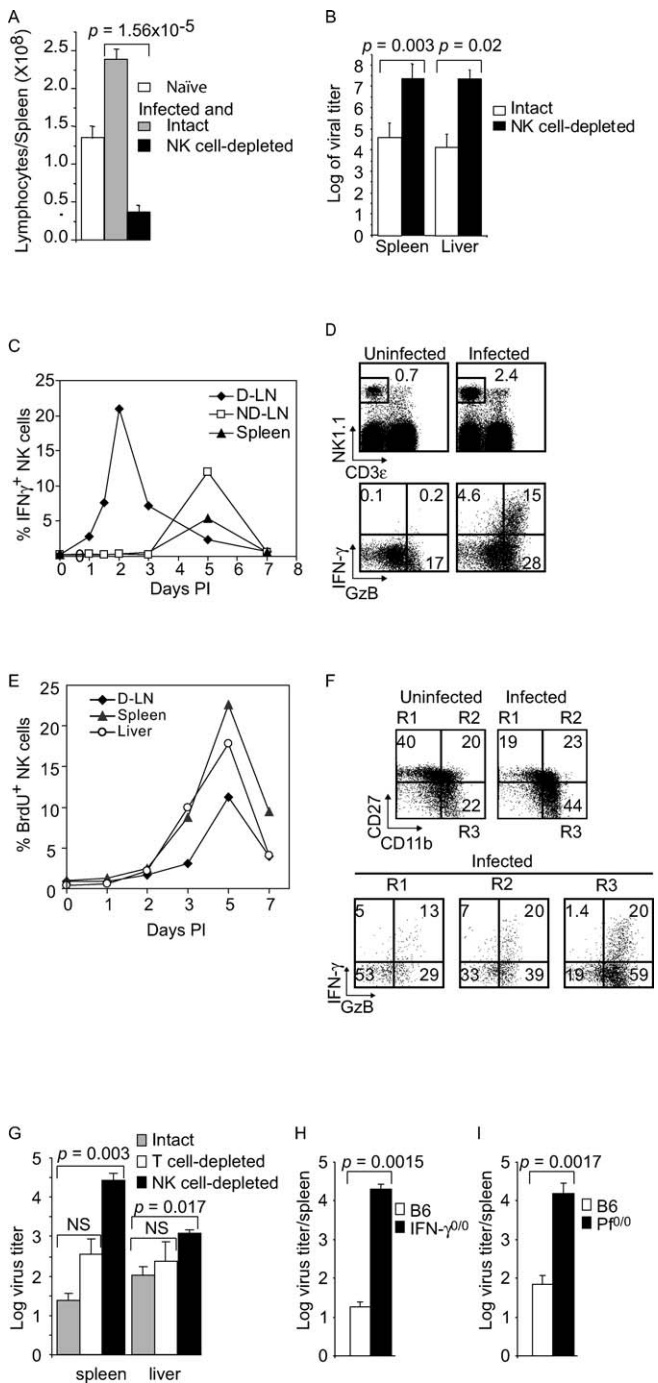 A
p = 1.56x10-5
Lymphocytes/Spleen (X10⁸)
2.5
2.0
1.5
1.0
0.5
0
Naïve
Infected and
Intact
NK cell-depleted
B
p = 0.003 p = 0.02
Log of viral titer
8
7
6
5
4
3
2
1
0
Spleen Liver
Intact
NK cell-depleted
C
% IFNγ⁺ NK cells
25
20
15
10
5
0
0 1 2 3 4 5 6 7 8
Days PI
D-LN
ND-LN
Spleen
D
Uninfected Infected
0.7 2.4
NK1.1
CD3ε
0.1 0.2 4.6 15
17 28
IFN-γ
GzB
E
% BrdU⁺ NK cells
25
20
15
10
5
0
0 1 2 3 5 7
Days PI
D-LN
Spleen
Liver
F
Uninfected Infected
R1 R2 R1 R2
40 20 19 23
22 44
CD27
CD11b
R3 R3
Infected
R1 R2 R3
5 13 7 20 1.4 20
53 29 33 39 19 59
IFN-γ
GzB
G
Intact
T cell-depleted
NK cell-depleted
p = 0.003
NS
p = 0.017
NS
Log virus titer
5
4
3
2
1
0
spleen liver
H
p = 0.0015
Log virus titer/spleen
5
4
3
2
1
0
B6
IFN-γ⁰/⁰
I
p = 0.0017
Log virus titer/spleen
5
4
3
2
1
0
B6
Pf⁰/⁰